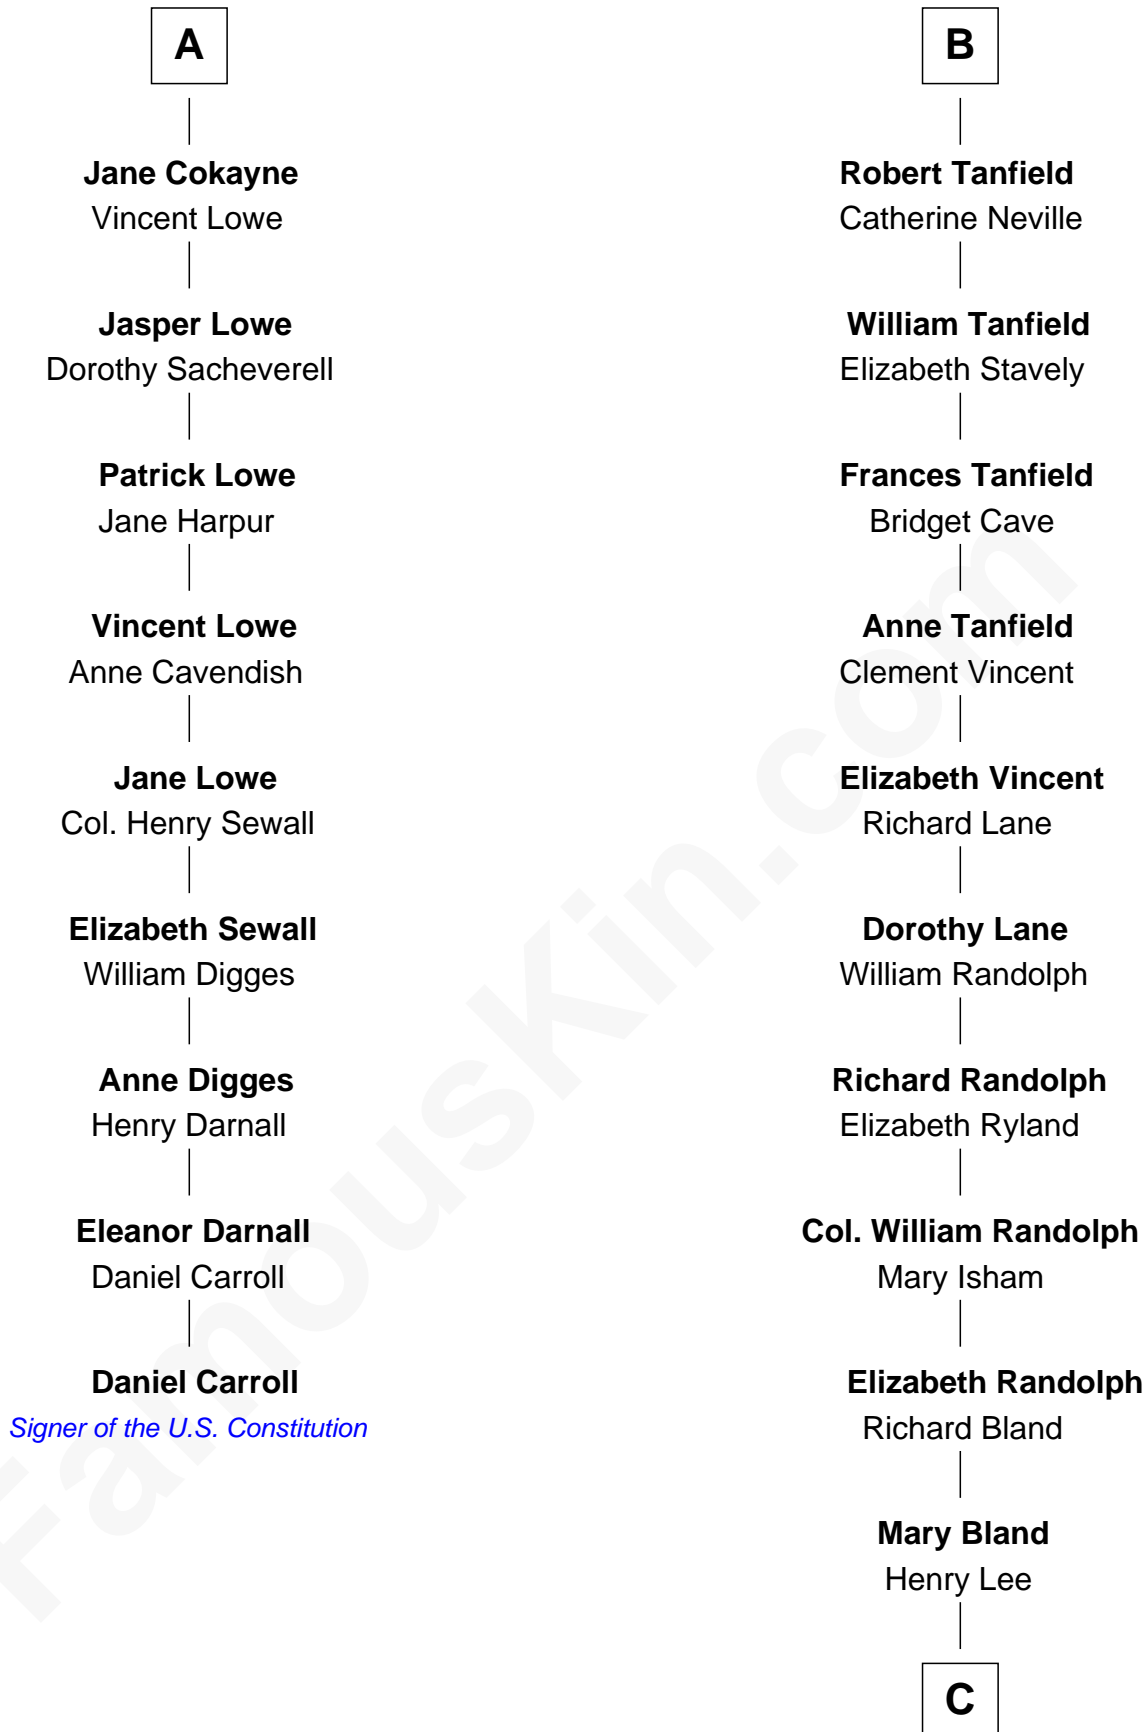 A
Jane Cokayne
Vincent Lowe
Jasper Lowe
Dorothy Sacheverell
Patrick Lowe
Jane Harpur
Vincent Lowe
Anne Cavendish
Jane Lowe
Col. Henry Sewall
Elizabeth Sewall
William Digges
Anne Digges
Henry Darnall
Eleanor Darnall
Daniel Carroll
Daniel Carroll
Signer of the U.S. Constitution
B
Robert Tanfield
Catherine Neville
William Tanfield
Elizabeth Stavely
Frances Tanfield
Bridget Cave
Anne Tanfield
Clement Vincent
Elizabeth Vincent
Richard Lane
Dorothy Lane
William Randolph
Richard Randolph
Elizabeth Ryland
Col. William Randolph
Mary Isham
Elizabeth Randolph
Richard Bland
Mary Bland
Henry Lee
C
FamousKin.com